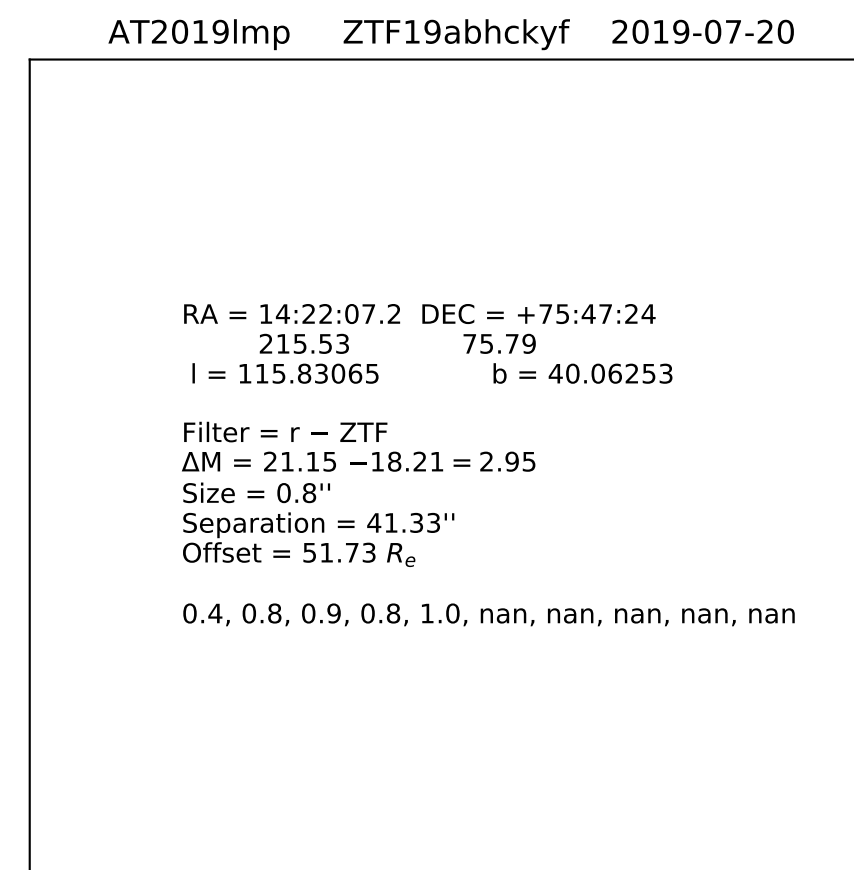 AT2019lmp ZTF19abhckyf 2019-07-20
RA = 14:22:07.2 DEC = +75:47:24
215.53 75.79
l = 115.83065 b = 40.06253
Filter = r − ZTF
ΔM = 21.15 −18.21 = 2.95
Size = 0.8''
Separation = 41.33''
Offset = 51.73 Re
0.4, 0.8, 0.9, 0.8, 1.0, nan, nan, nan, nan, nan